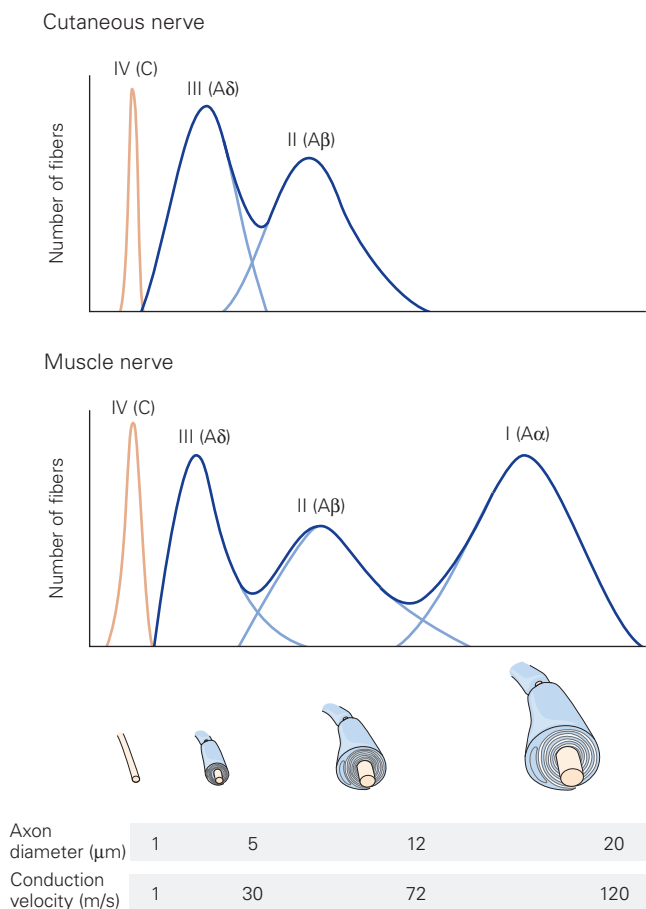 Cutaneous nerve
IV (C)
III (Aδ)
II (Aβ)
Number of fibers
Muscle nerve
IV (C)
III (Aδ)
II (Aβ)
I (Aα)
Number of fibers
Axon
diameter (μm) 1 5 12 20
Conduction
velocity (m/s) 1 30 72 120